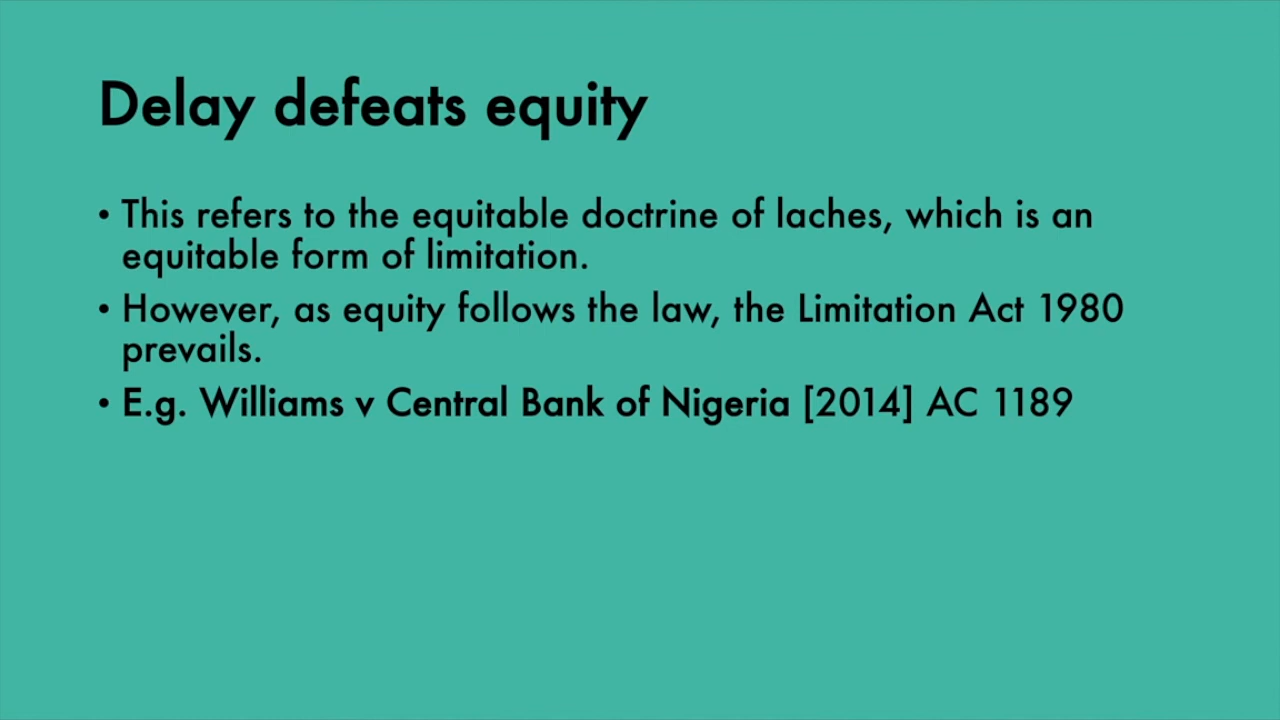 Delay defeats equity
• This refers to the equitable doctrine of laches, which is an
equitable form of limitation.
• However, as equity follows the law, the Limitation Act 1980
prevails.
• E.g. Williams v Central Bank of Nigeria [2014] AC 1189